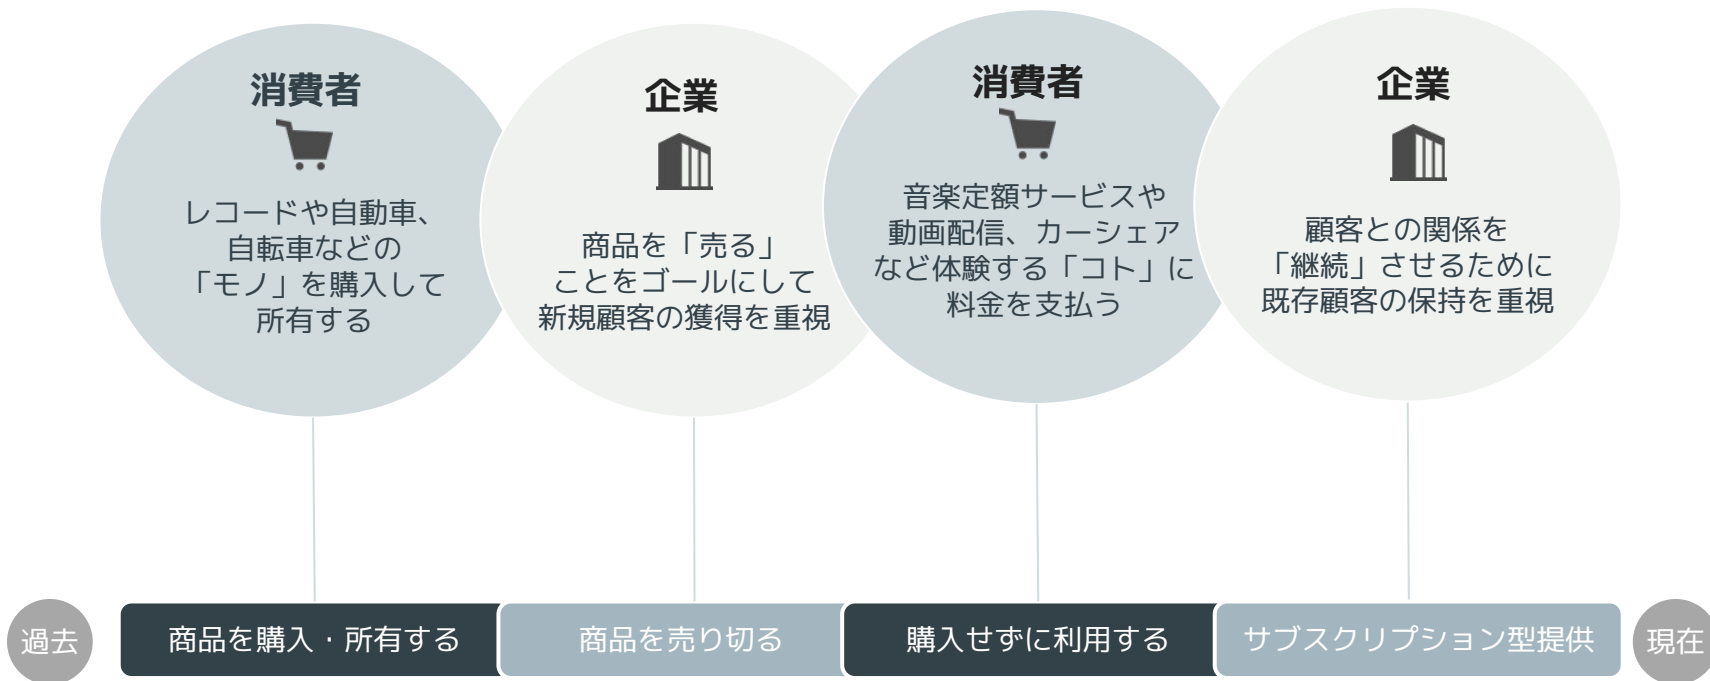 消費者
レコードや自動車、
自転車などの
「モノ」を購入して
所有する
企業
商品を「売る」
ことをゴールにして
新規顧客の獲得を重視
消費者
音楽定額サービスや
動画配信、カーシェア
など体験する「コト」に
料金を支払う
企業
顧客との関係を
「継続」させるために
既存顧客の保持を重視
過去
商品を購入・所有する
商品を売り切る
購入せずに利用する
サブスクリプション型提供
現在